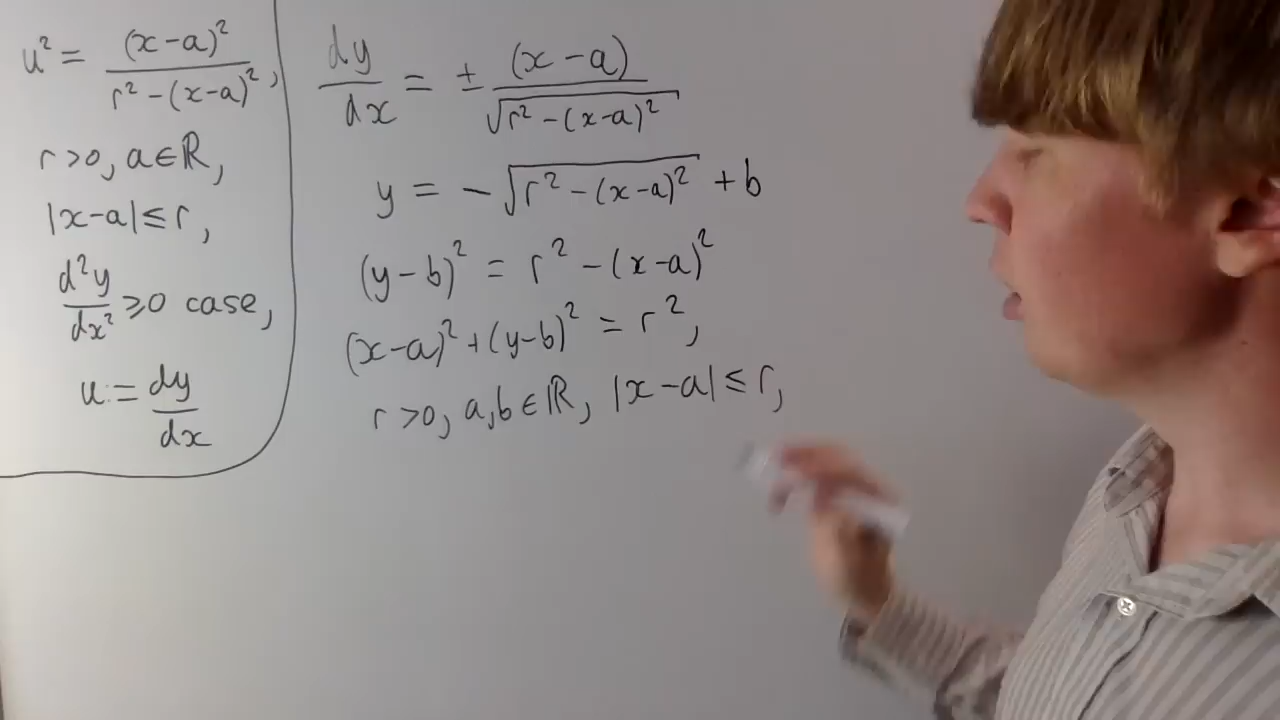 u² = (x-a)² / r² - (x-a)²,
r > 0, a ∈ ℝ,
|x-a| ≤ r,
d²y/dx² ≥ 0 case,
u := dy/dx
dy/dx = ± (x-a) / √(r² - (x-a)²)
y = - √(r² - (x-a)²) + b
(y-b)² = r² - (x-a)²
(x-a)² + (y-b)² = r²,
r > 0, a,b ∈ ℝ, |x-a| ≤ r,